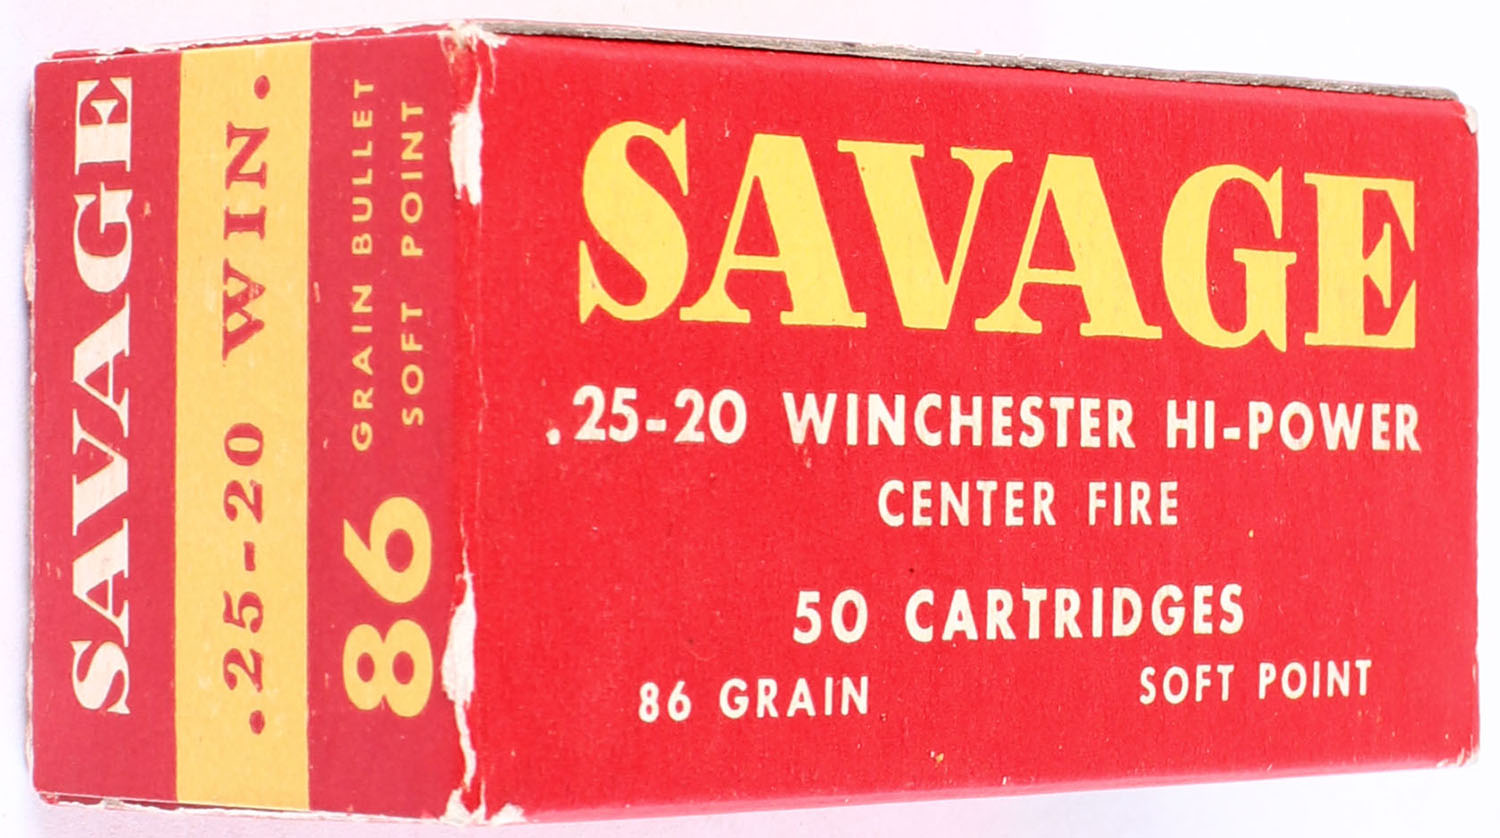 SAVAGE
.25-20 WIN.
86 GRAIN BULLET
SOFT POINT
SAVAGE
.25-20 WINCHESTER HI-POWER
CENTER FIRE
50 CARTRIDGES
86 GRAIN SOFT POINT